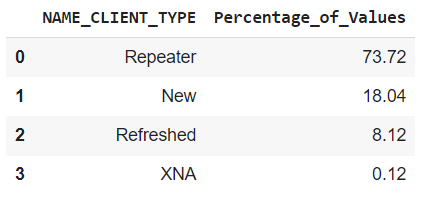 NAME_CLIENT_TYPE Percentage_of_Values
0 Repeater 73.72
1 New 18.04
2 Refreshed 8.12
3 XNA 0.12